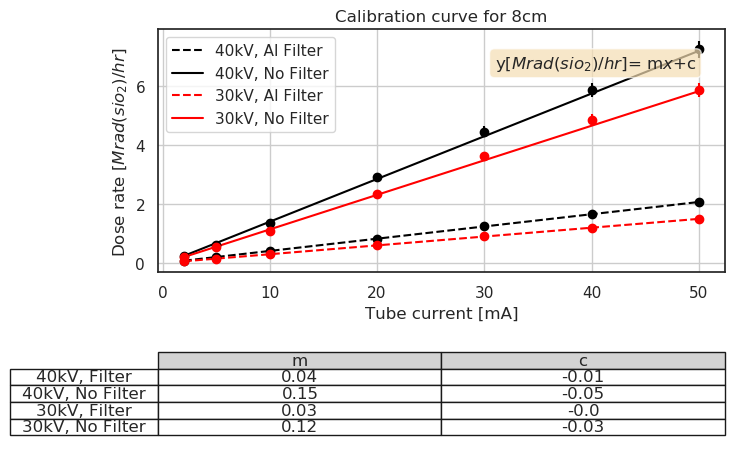 Calibration curve for 8cm
40kV, Al Filter
40kV, No Filter
30kV, Al Filter
30kV, No Filter
y[Mrad(sio₂)/hr]= mx+c
Dose rate [Mrad(sio₂)/hr]
6
4
2
0
0 10 20 30 40 50
Tube current [mA]
m c
40kV, Filter 0.04 -0.01
40kV, No Filter 0.15 -0.05
30kV, Filter 0.03 -0.0
30kV, No Filter 0.12 -0.03